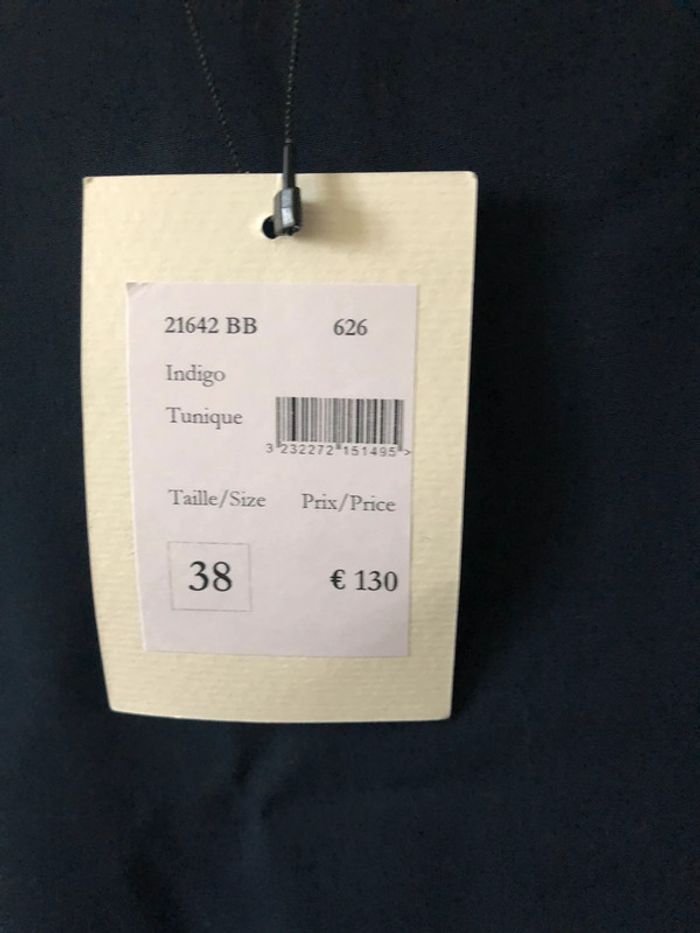 21642 BB 626
Indigo
Tunique
3 232272 151495 >
Taille/Size Prix/Price
38 € 130